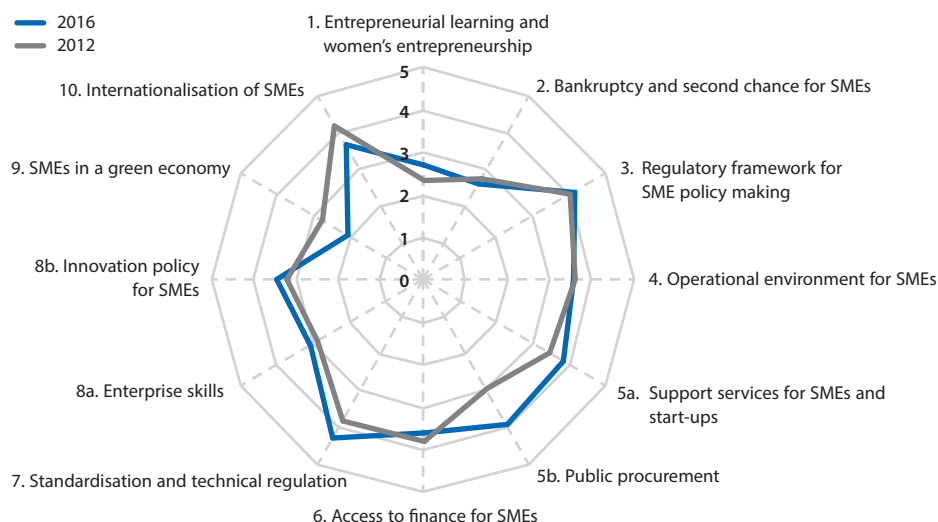 2016
2012
1. Entrepreneurial learning and
women's entrepreneurship
2. Bankruptcy and second chance for SMEs
3. Regulatory framework for
SME policy making
4. Operational environment for SMEs
5a. Support services for SMEs and
start-ups
5b. Public procurement
6. Access to finance for SMEs
7. Standardisation and technical regulation
8a. Enterprise skills
8b. Innovation policy
for SMEs
9. SMEs in a green economy
10. Internationalisation of SMEs
5
4
3
2
1
0